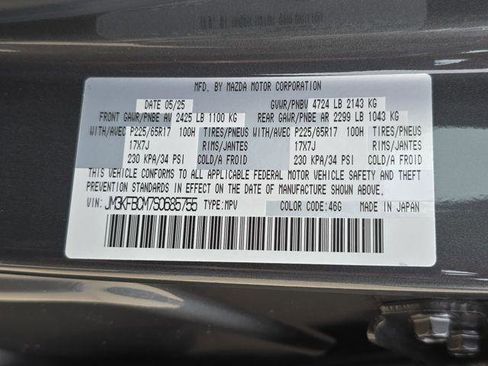 MFD. BY MAZDA MOTOR CORPORATION
DATE 05/25 GVWR/PNBV 4724 LB 2143 KG
FRONT GAWR/PNBE AV 2425 LB 1100 KG REAR GAWR/PNBE AR 2299 LB 1043 KG
WITH/AVEC P225/65R17 100H TIRES/PNEUS WITH/AVEC P225/65R17 100H TIRES/PNEUS
17X7J RIMS/JANTES 17X7J RIMS/JANTES
230 KPA/34 PSI COLD/A FROID 230 KPA/34 PSI COLD/A FROID
THIS VEHICLE CONFORMS TO ALL APPLICABLE FEDERAL MOTOR VEHICLE SAFETY AND THEFT
PREVENTION STANDARDS IN EFFECT ON THE DATE OF MANUFACTURE SHOWN ABOVE.
VIN: JM3KFBCM7S0685755 TYPE: MPV COLOR CODE: 46G MADE IN JAPAN